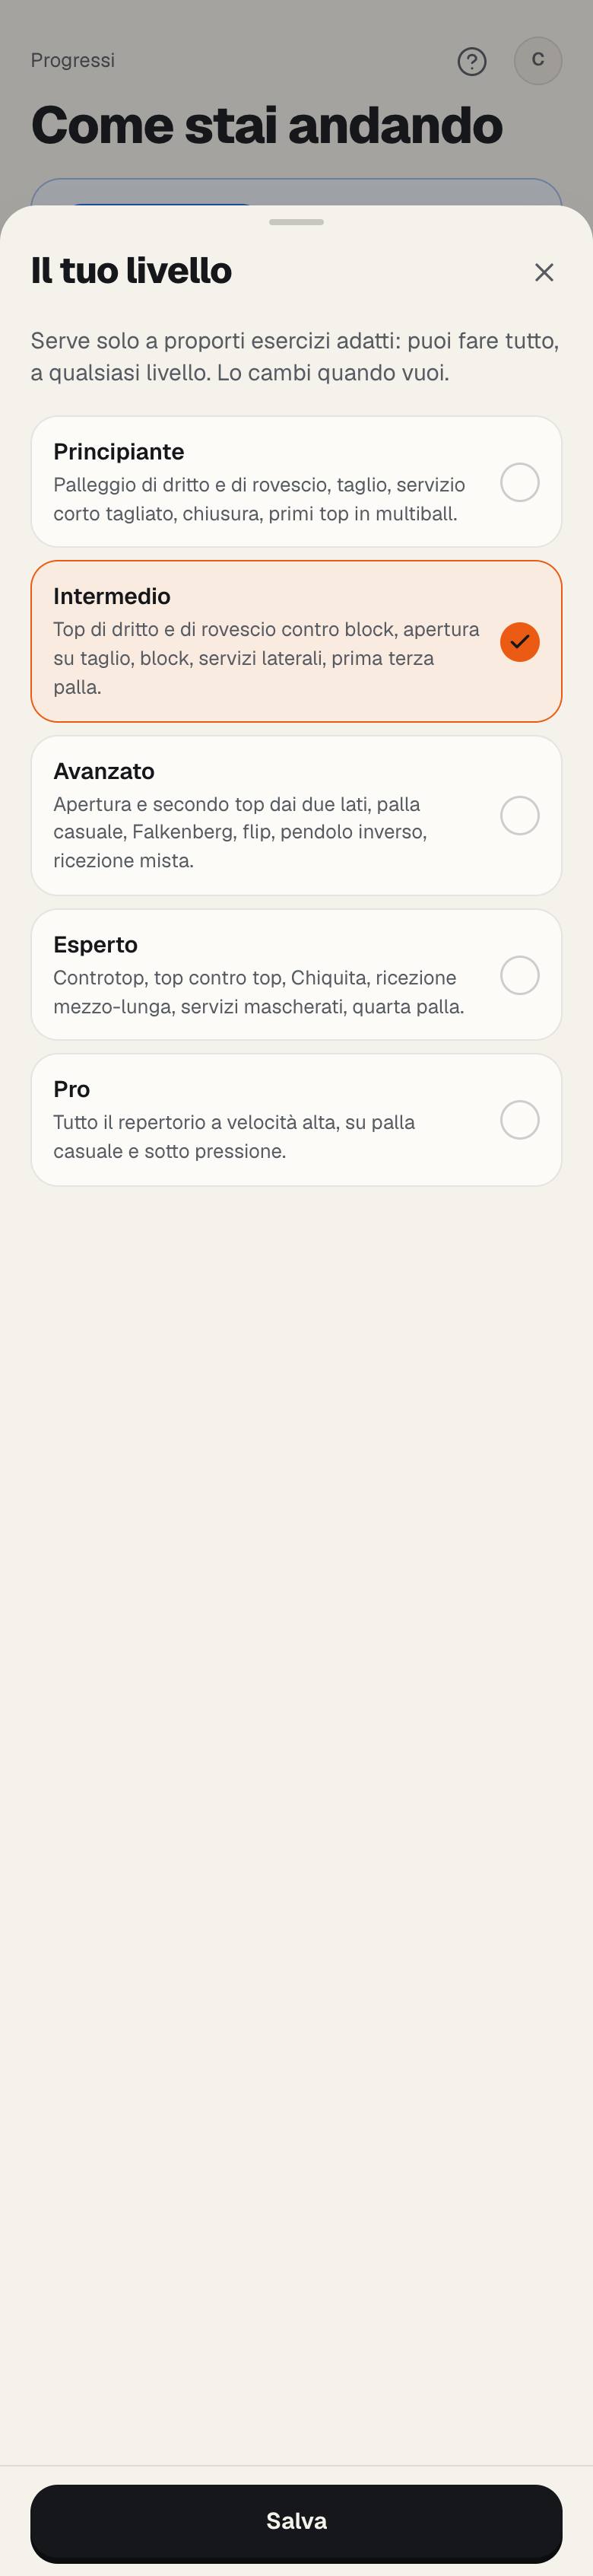 Progressi
C
Come stai andando
Il tuo livello
Serve solo a proporti esercizi adatti: puoi fare tutto,
a qualsiasi livello. Lo cambi quando vuoi.
Principiante
Palleggio di dritto e di rovescio, taglio, servizio
corto tagliato, chiusura, primi top in multiball.
Intermedio
Top di dritto e di rovescio contro block, apertura
su taglio, block, servizi laterali, prima terza
palla.
Avanzato
Apertura e secondo top dai due lati, palla
casuale, Falkenberg, flip, pendolo inverso,
ricezione mista.
Esperto
Controtop, top contro top, Chiquita, ricezione
mezzo-lunga, servizi mascherati, quarta palla.
Pro
Tutto il repertorio a velocità alta, su palla
casuale e sotto pressione.
Salva